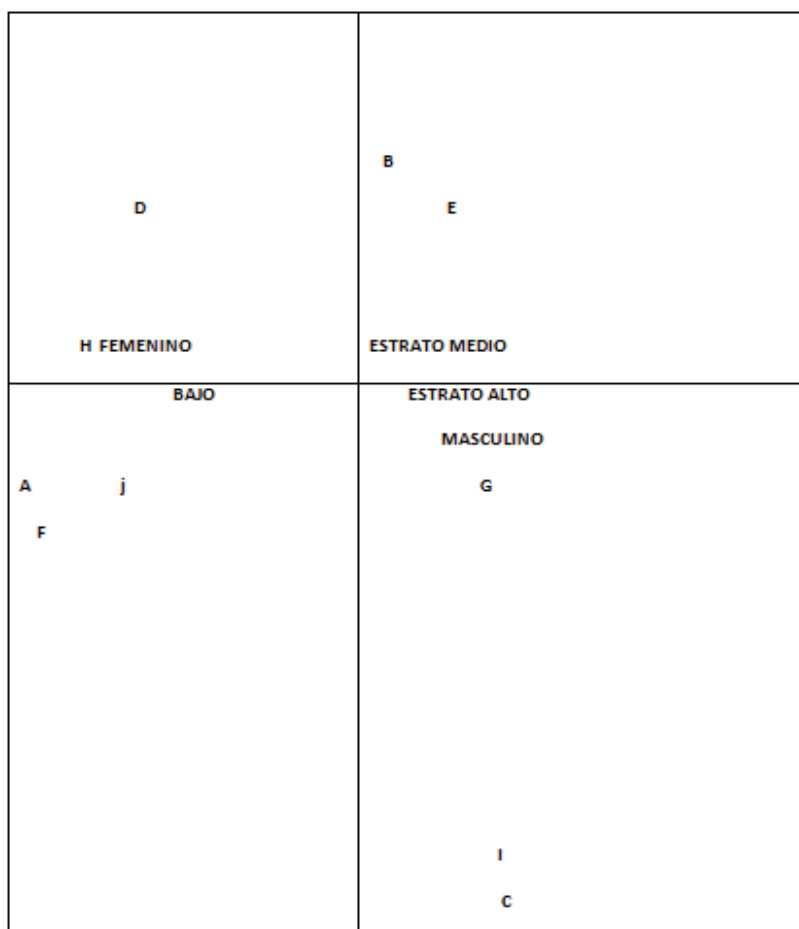 B
D E
H FEMENINO ESTRATO MEDIO
BAJO ESTRATO ALTO
MASCULINO
A j G
F
I
C